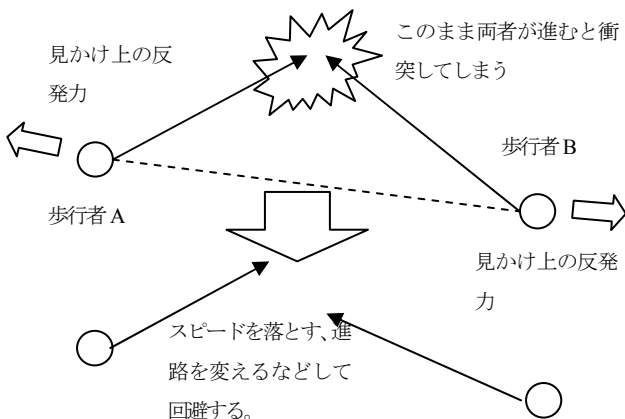 見かけ上の反
発力
このまま両者が進むと衝
突してしまう
歩行者 B
歩行者 A
見かけ上の反発
力
スピードを落とす、進
路を変えるなどして
回避する。